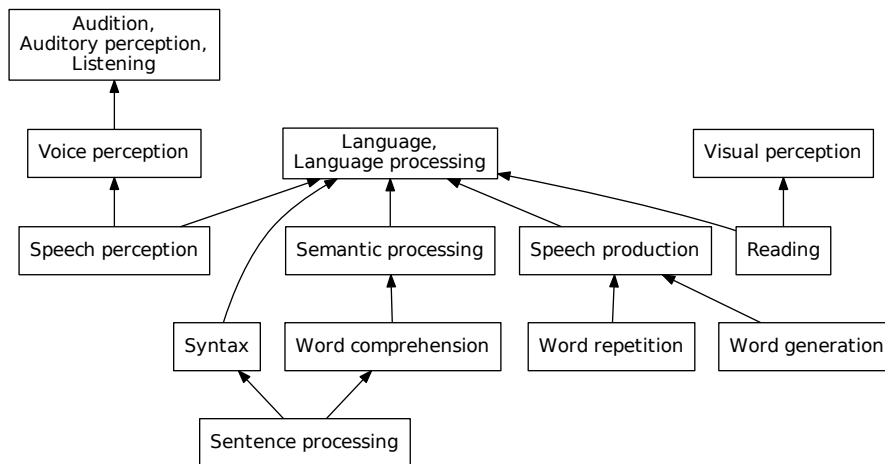 Audition,
Auditory perception,
Listening
Voice perception
Language,
Language processing
Visual perception
Speech perception
Semantic processing
Speech production
Reading
Syntax
Word comprehension
Word repetition
Word generation
Sentence processing